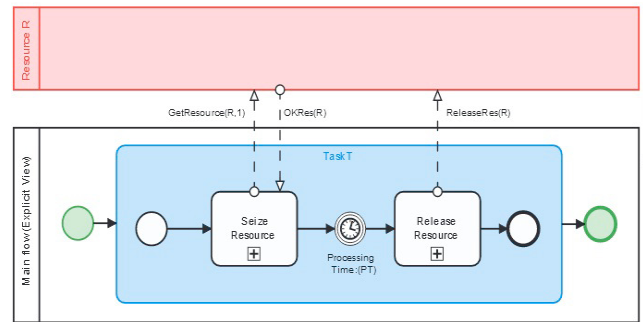 Resource R
GetResource(R,1)
OKRes(R)
ReleaseRes(R)
Main flow (Explicit View)
TaskT
Seize
Resource
Processing
Time:(PT)
Release
Resource